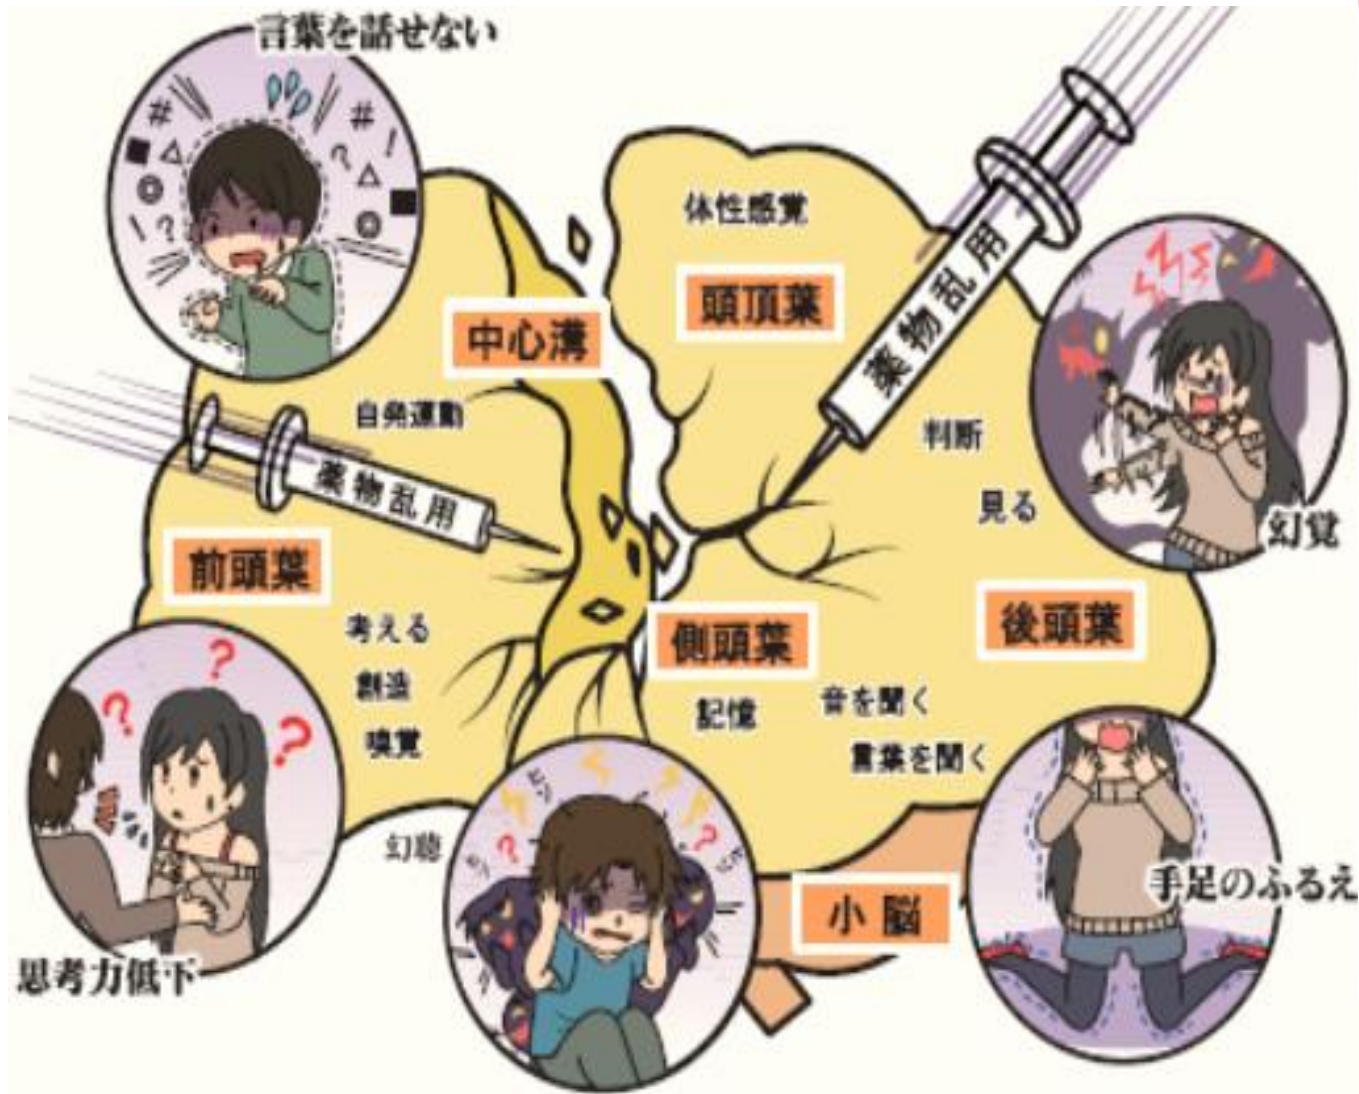 言葉を話せない
体性感覚
頭頂葉
薬物乱用
中心溝
自発運動
判断
薬物乱用
見る
幻覚
前頭葉
考える
側頭葉
後頭葉
創造
記憶
音を聞く
嗅覚
言葉を聞く
幻聴
手足のふるえ
小脳
思考力低下